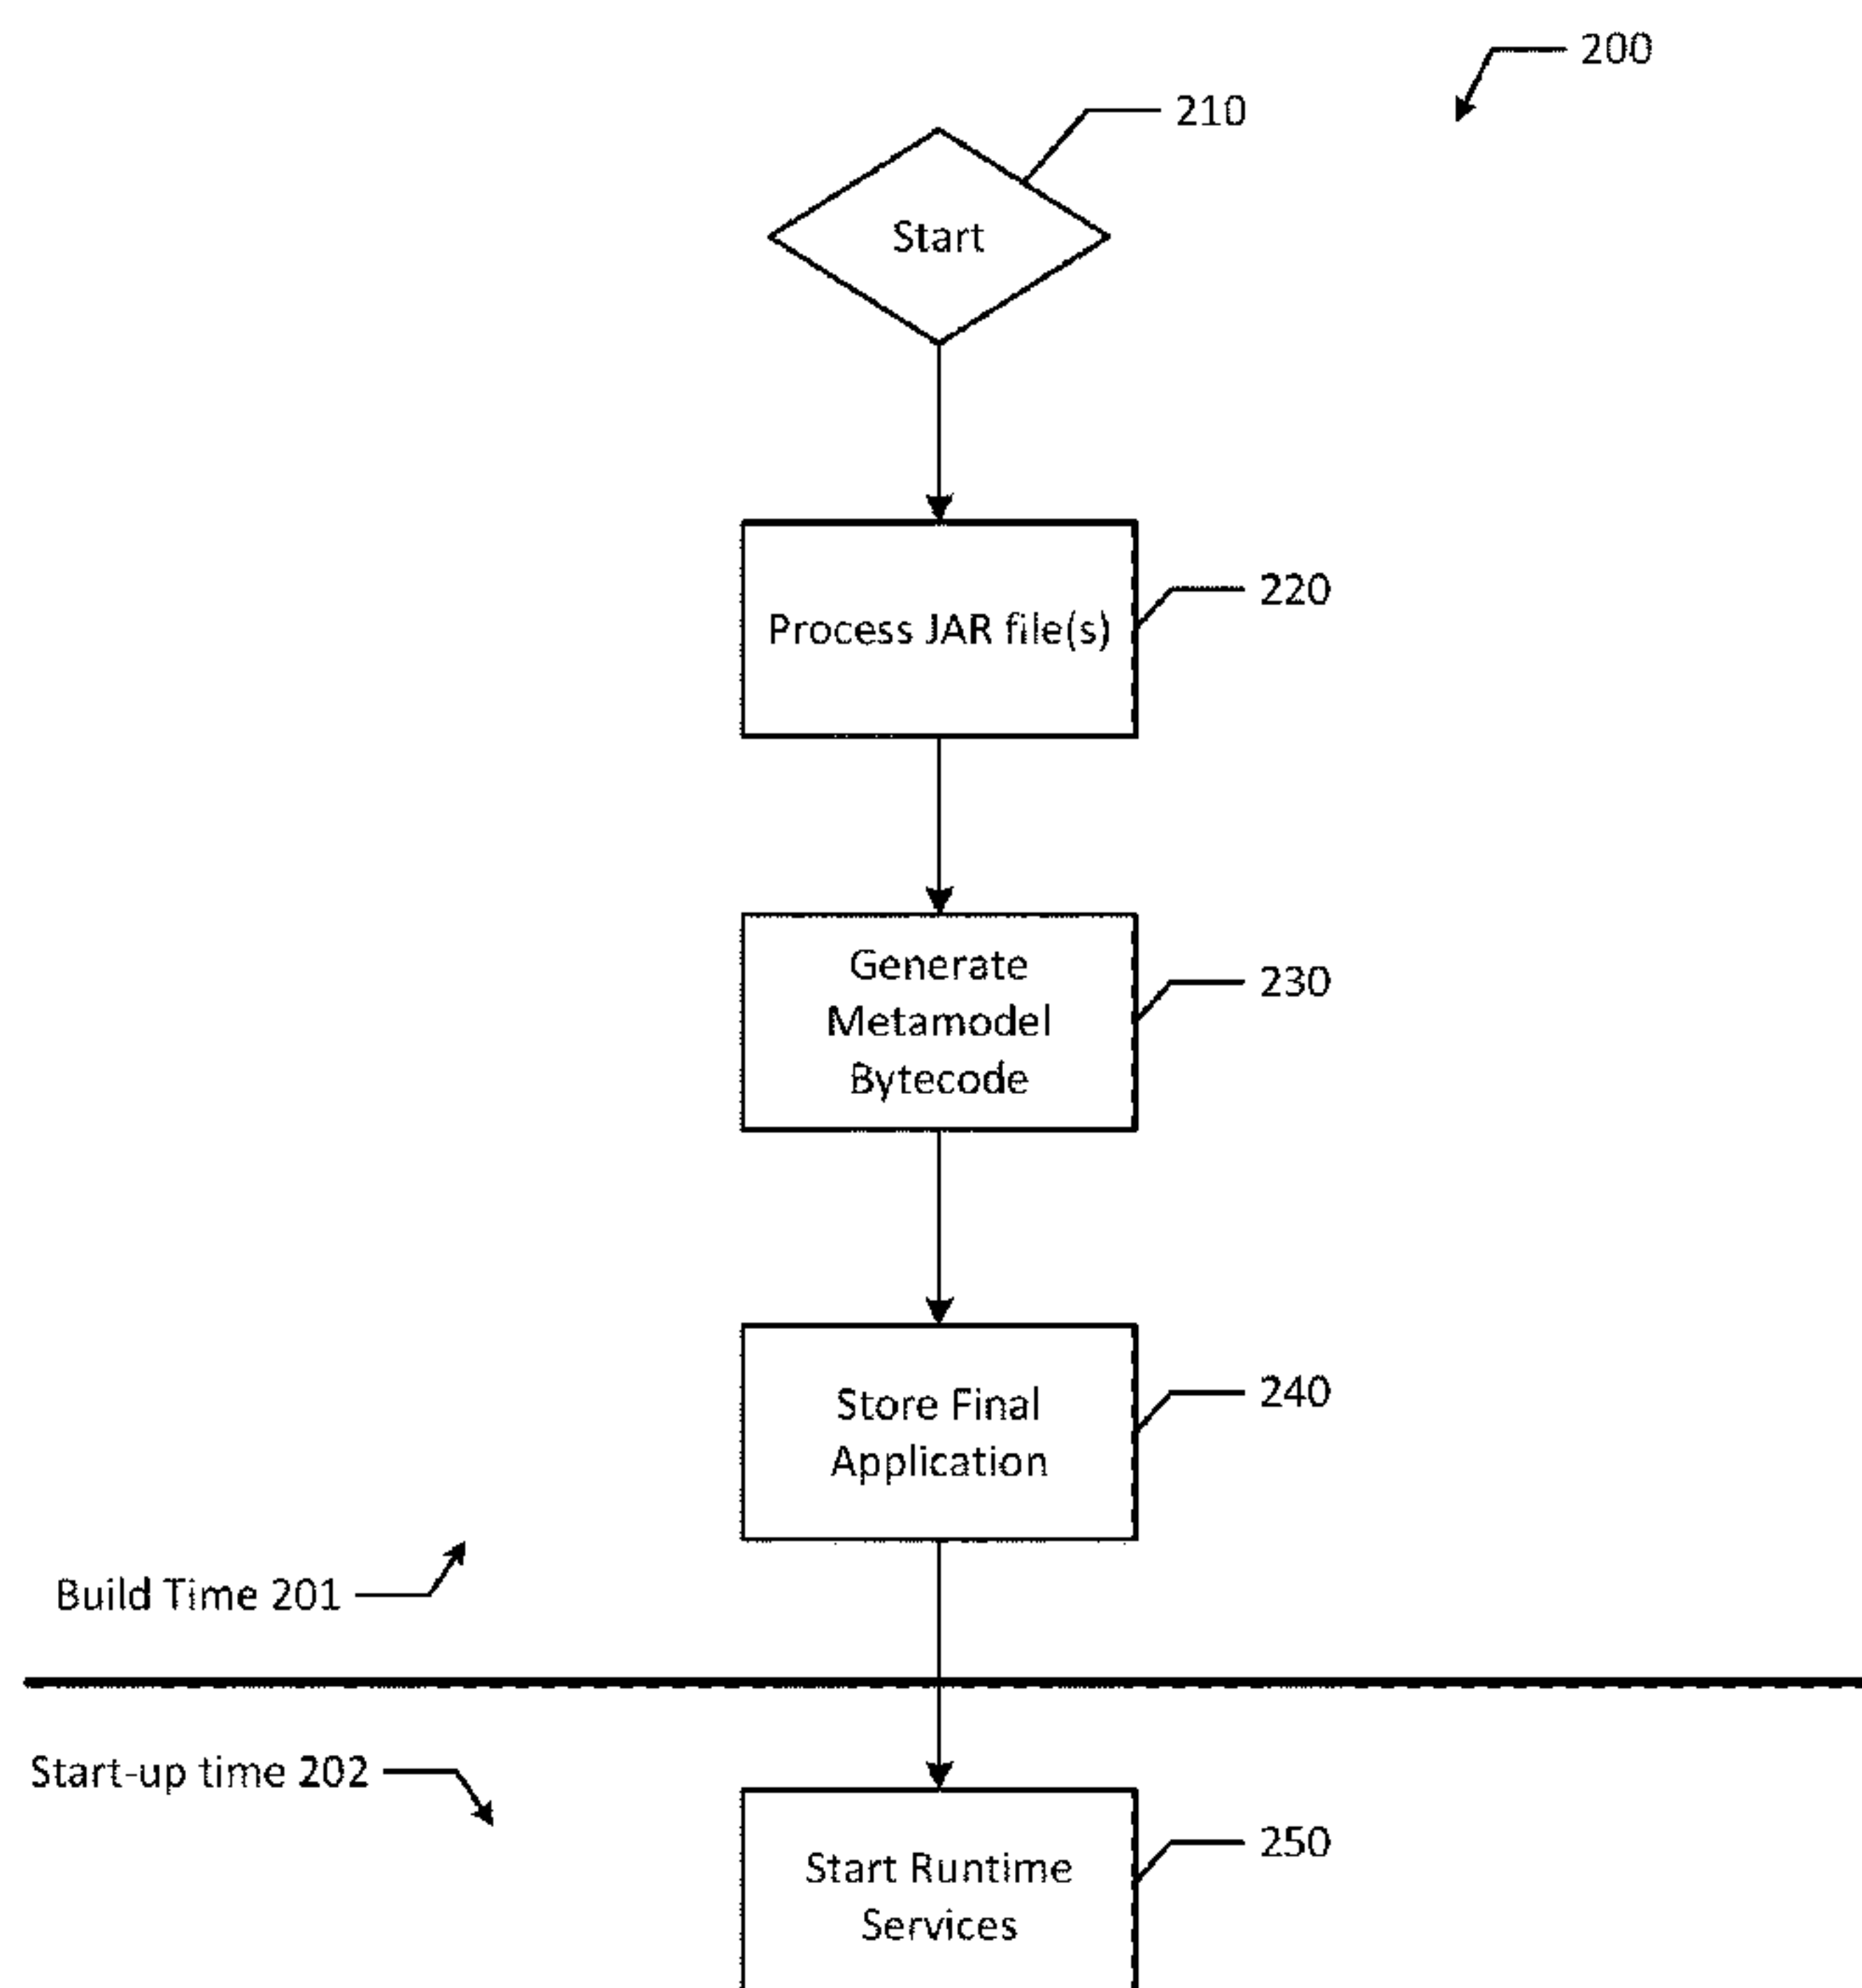 200
210
Start
220
Process JAR file(s)
230
Generate
Metamodel
Bytecode
240
Store Final
Application
Build Time 201
Start-up time 202
250
Start Runtime
Services